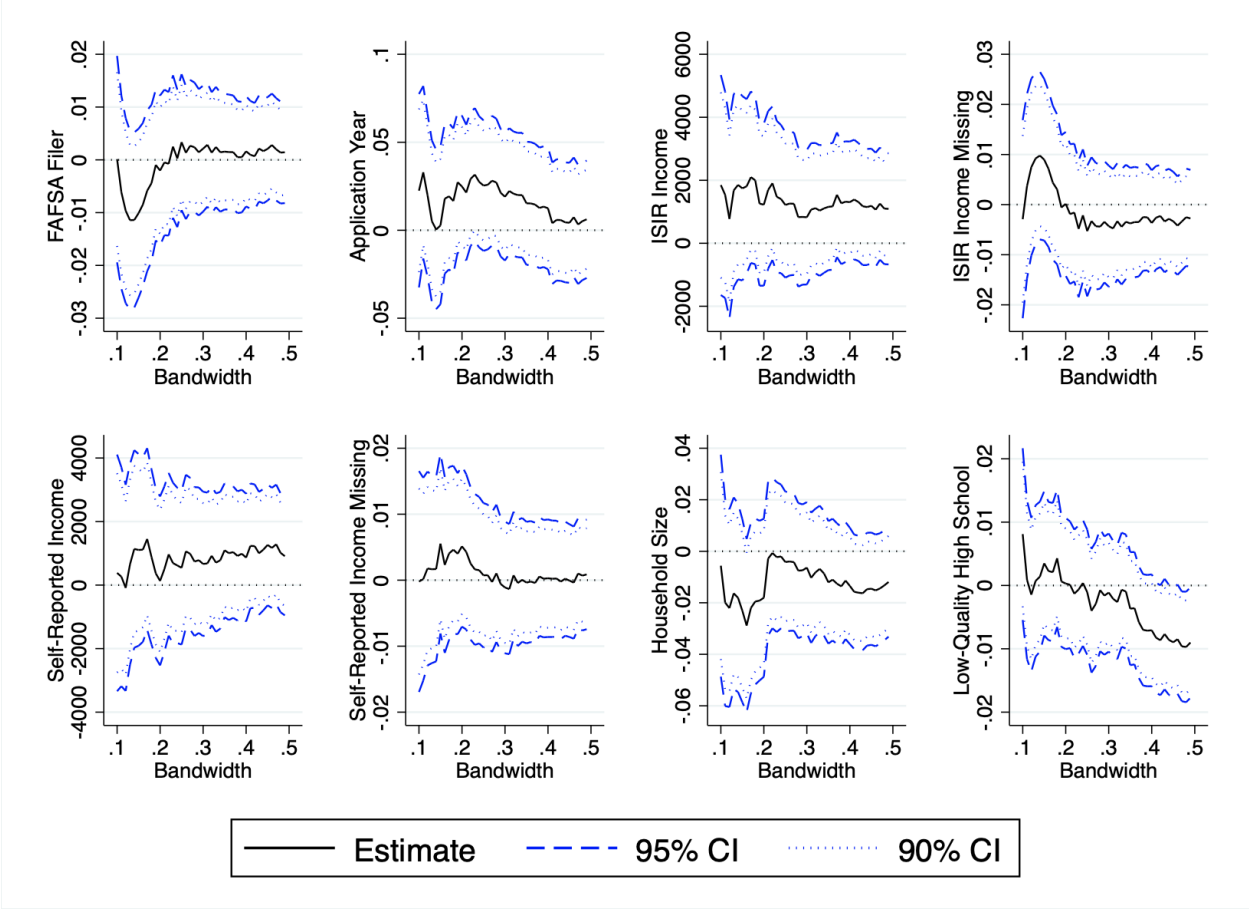 FAFSA Filer
.02
.01
0
-.01
-.02
-.03
.1 .2 .3 .4 .5
Bandwidth
Application Year
.1
.05
0
-.05
.1 .2 .3 .4 .5
Bandwidth
ISIR Income
6000
4000
2000
0
-2000
.1 .2 .3 .4 .5
Bandwidth
ISIR Income Missing
.03
.02
.01
0
-.01
-.02
.1 .2 .3 .4 .5
Bandwidth
Self-Reported Income
4000
2000
0
-2000
-4000
.1 .2 .3 .4 .5
Bandwidth
Self-Reported Income Missing
.02
.01
0
-.01
-.02
.1 .2 .3 .4 .5
Bandwidth
Household Size
.04
.02
0
-.02
-.04
-.06
.1 .2 .3 .4 .5
Bandwidth
Low-Quality High School
.02
.01
0
-.01
-.02
.1 .2 .3 .4 .5
Bandwidth
Estimate 95% CI 90% CI